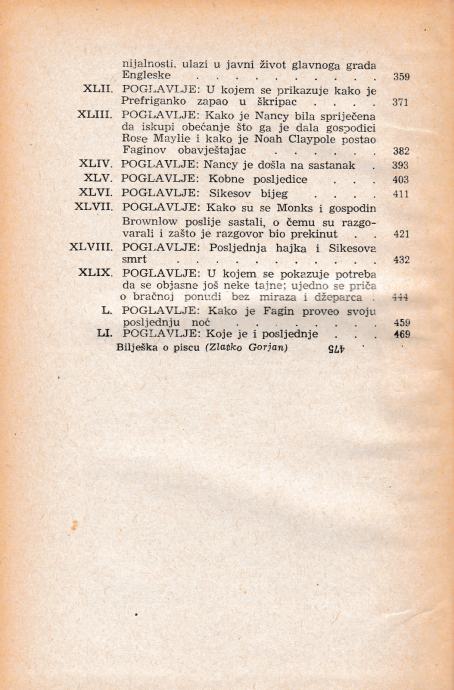 nijalnosti, ulazi u javni život glavnoga grada
Engleske . . . . . . . . . 359
XLII. POGLAVLJE: U kojem se prikazuje kako je
Prefriganko zapao u škripac . . . . 371
XLIII. POGLAVLJE: Kako je Nancy bila spriječena
da iskupi obećanje što ga je dala gospodici
Rose Maylie i kako je Noah Claypole postao
Faginov obavještajac . . . . . 382
XLIV. POGLAVLJE: Nancy je došla na sastanak . 393
XLV. POGLAVLJE: Kobne posljedice . . . 403
XLVI. POGLAVLJE: Sikesov bijeg . . . . 411
XLVII. POGLAVLJE: Kako su se Monks i gospodin
Brownlow poslije sastali, o čemu su razgo-
varali i zašto je razgovor bio prekinut . . 421
XLVIII. POGLAVLJE: Posljednja hajka i Sikesova
smrt . . . . . . . . . . 432
XLIX. POGLAVLJE: U kojem se pokazuje potreba
da se objasne još neke tajne; ujedno se priča
o bračnoj ponudi bez miraza i džeparca . 444
L. POGLAVLJE: Kako je Fagin proveo svoju
posljednju noć . . . . . . . 459
LI. POGLAVLJE: Koje je i posljednje . . . 469
Bilješka o piscu (Zlatko Gorjan) 475 . .